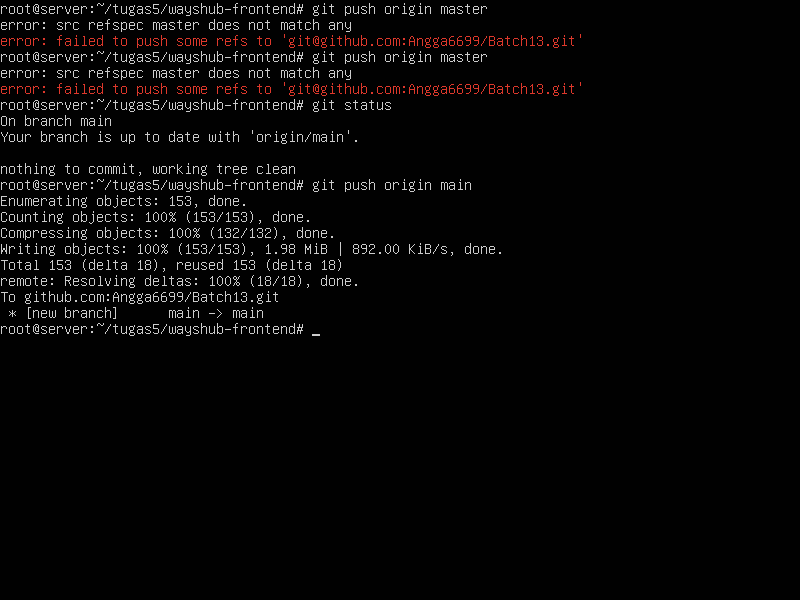 root@server:~/tugas5/wayshub-frontend# git push origin master
error: src refspec master does not match any
error: failed to push some refs to 'git@github.com:Angga6699/Batch13.git'
root@server:~/tugas5/wayshub-frontend# git push origin master
error: src refspec master does not match any
error: failed to push some refs to 'git@github.com:Angga6699/Batch13.git'
root@server:~/tugas5/wayshub-frontend# git status
On branch main
Your branch is up to date with 'origin/main'.
nothing to commit, working tree clean
root@server:~/tugas5/wayshub-frontend# git push origin main
Enumerating objects: 153, done.
Counting objects: 100% (153/153), done.
Compressing objects: 100% (132/132), done.
Writing objects: 100% (153/153), 1.98 MiB | 892.00 KiB/s, done.
Total 153 (delta 18), reused 153 (delta 18)
remote: Resolving deltas: 100% (18/18), done.
To github.com:Angga6699/Batch13.git
 * [new branch]      main -> main
root@server:~/tugas5/wayshub-frontend# _